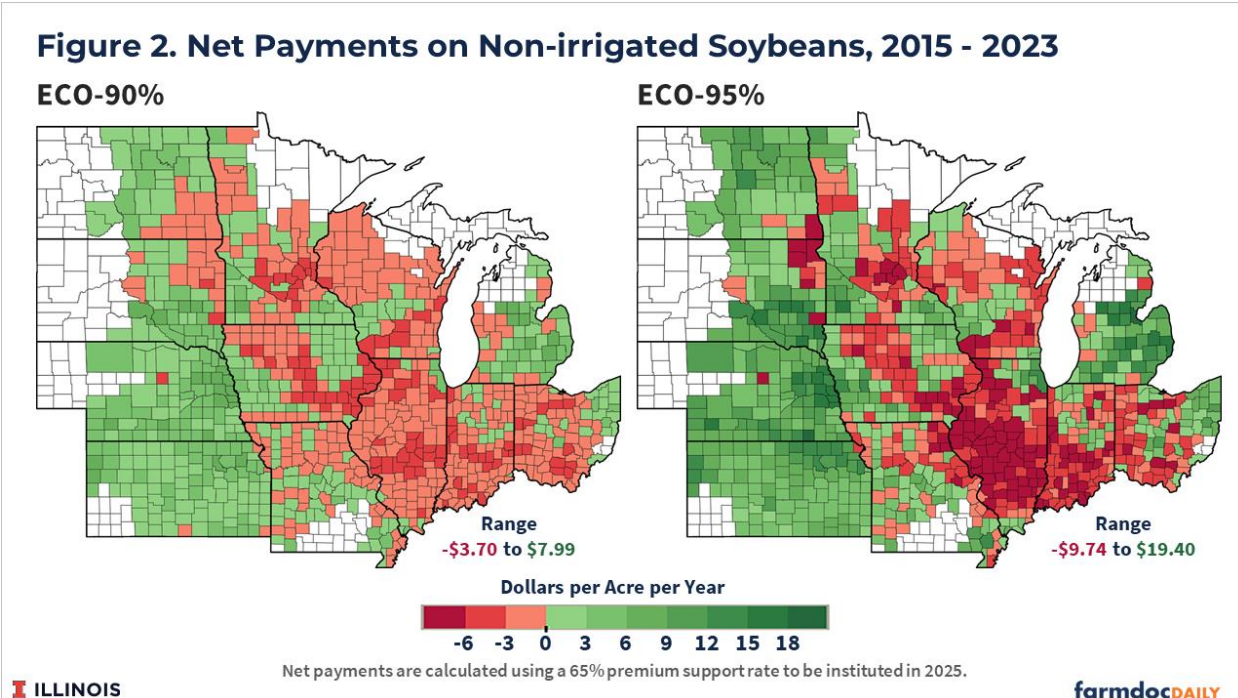 Figure 2. Net Payments on Non-irrigated Soybeans, 2015 - 2023
ECO-90%
ECO-95%
Range
-$3.70 to $7.99
Range
-$9.74 to $19.40
Dollars per Acre per Year
-6 -3 0 3 6 9 12 15 18
Net payments are calculated using a 65% premium support rate to be instituted in 2025.
I ILLINOIS
farmdocDAILY